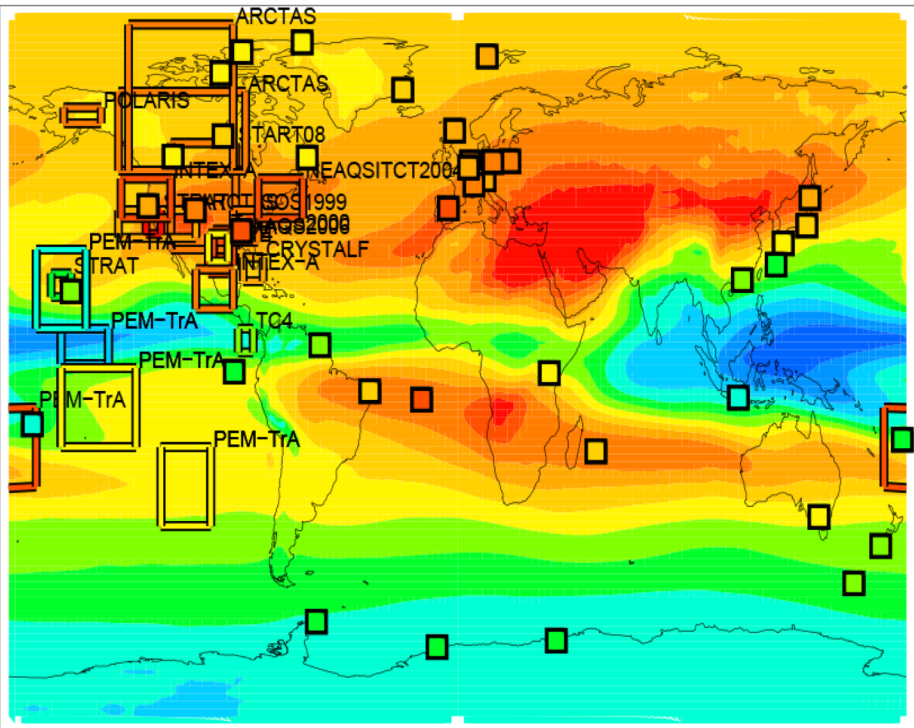 ARCTAS
ARCTAS
POLARIS
START08
INTEX-A
NEAQSITCT2004
SOS1999
PEM-TrA
CRYSTALF
STRAT
INTEX-A
PEM-TrA
TC4
PEM-TrA
PEM-TrA
PEM-TrA